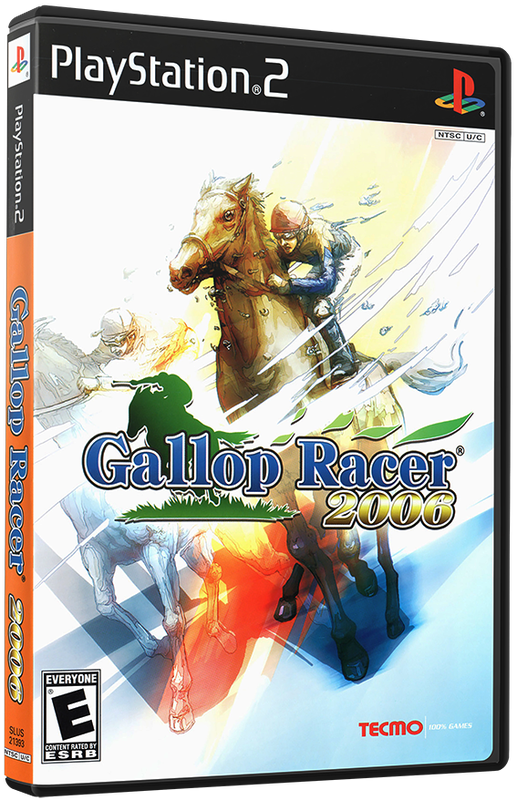 PlayStation®2
NTSC U/C
Gallop Racer®
2006
EVERYONE
E
CONTENT RATED BY
ESRB
TECMO 100% GAMES
PlayStation®2
Gallop Racer® 2006
SLUS
21393
NTSC U/C